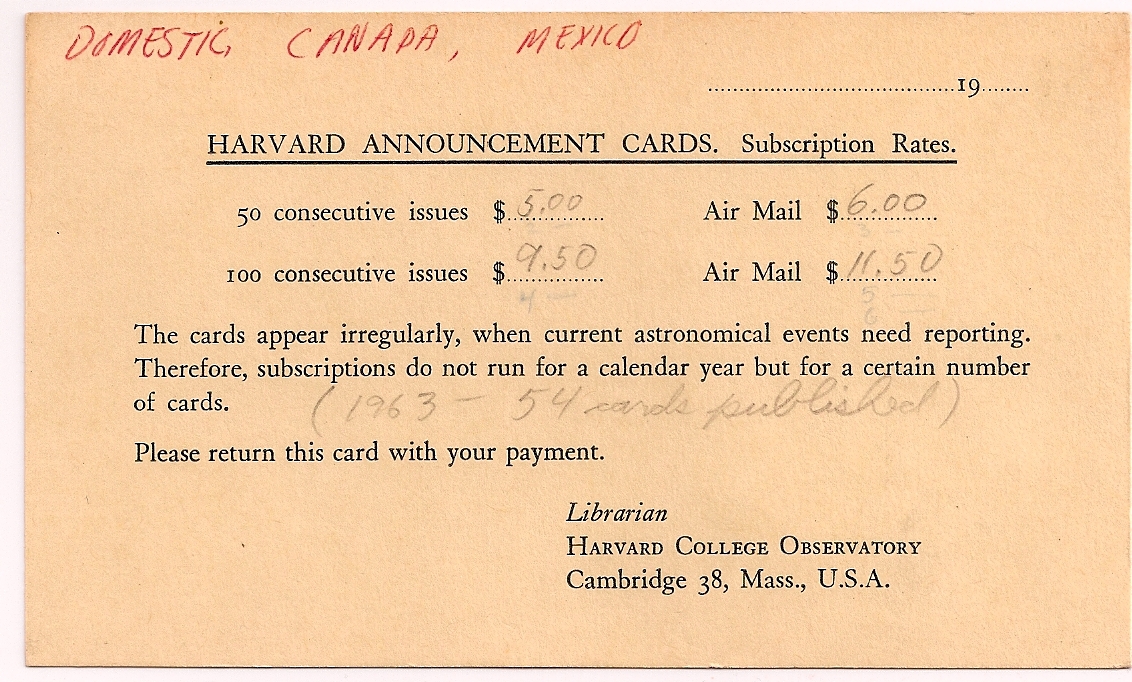 DOMESTIC, CANADA, MEXICO
........................................19........
HARVARD ANNOUNCEMENT CARDS. Subscription Rates.
50 consecutive issues $ 5.00 Air Mail $ 6.00
100 consecutive issues $ 9.50 Air Mail $ 11.50
The cards appear irregularly, when current astronomical events need reporting.
Therefore, subscriptions do not run for a calendar year but for a certain number
of cards. (1963 - 54 cards published)
Please return this card with your payment.
Librarian
HARVARD COLLEGE OBSERVATORY
Cambridge 38, Mass., U.S.A.